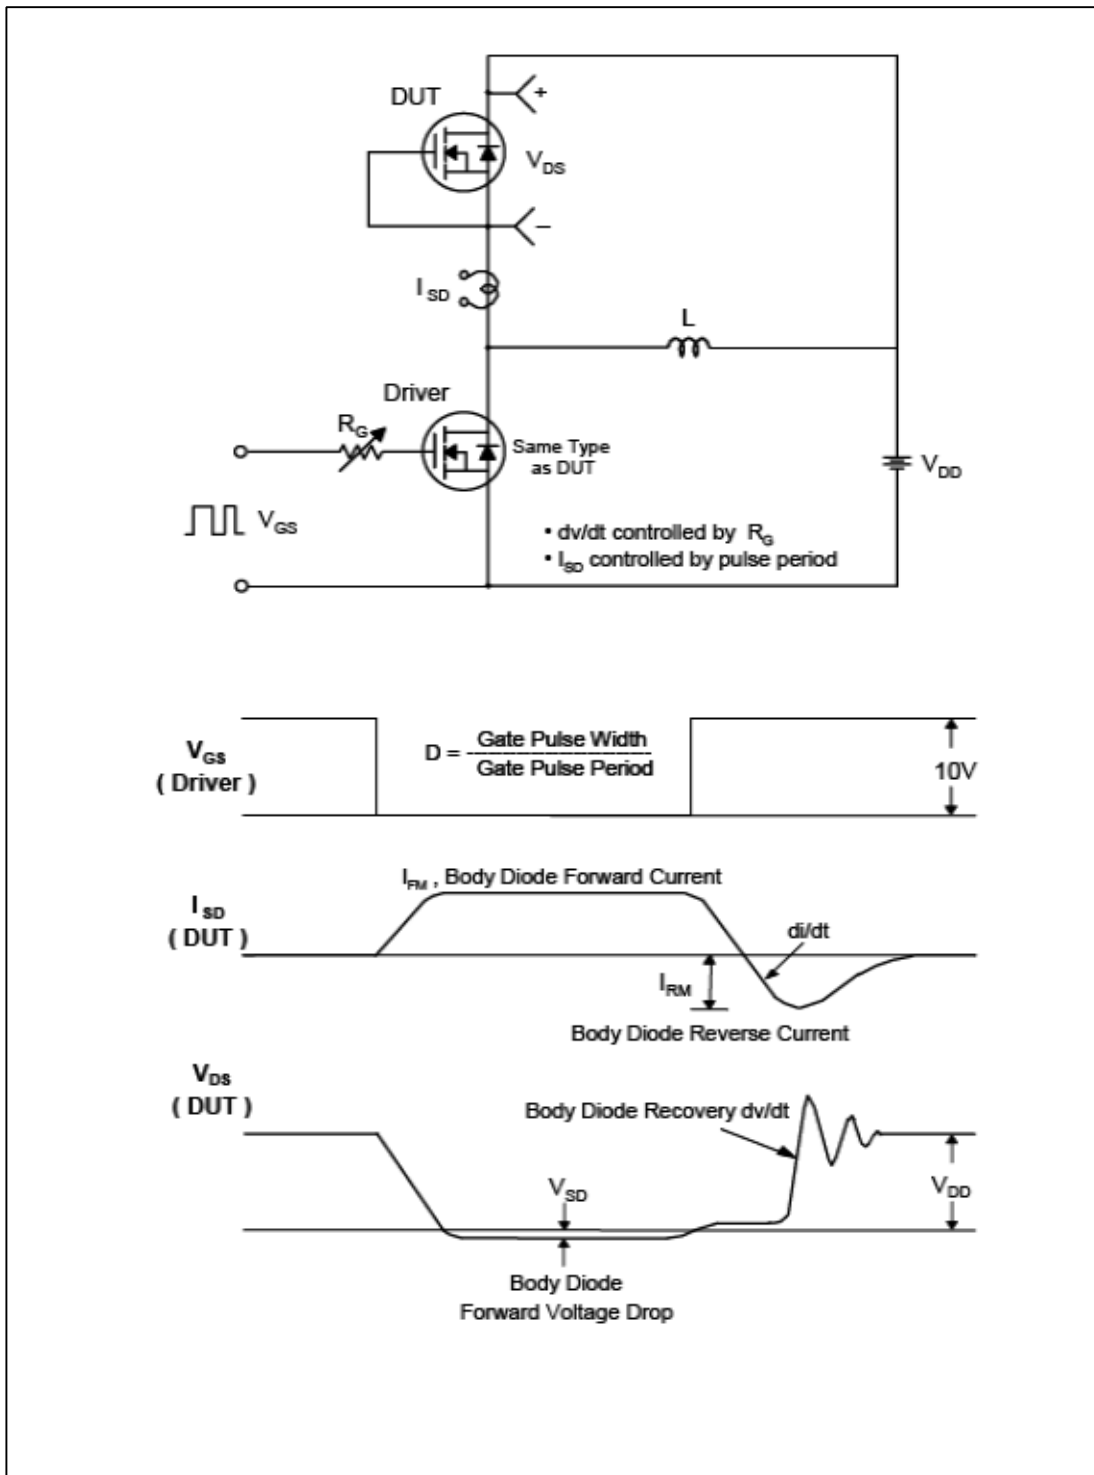 DUT
+
V_DS
–
I_SD
L
Driver
R_G
Same Type
as DUT
V_DD
V_GS
• dv/dt controlled by R_G
• I_SD controlled by pulse period
V_GS
( Driver )
D = Gate Pulse Width
Gate Pulse Period
10V
I_FM , Body Diode Forward Current
I_SD
( DUT )
di/dt
I_RM
Body Diode Reverse Current
V_DS
( DUT )
Body Diode Recovery dv/dt
V_SD
V_DD
Body Diode
Forward Voltage Drop